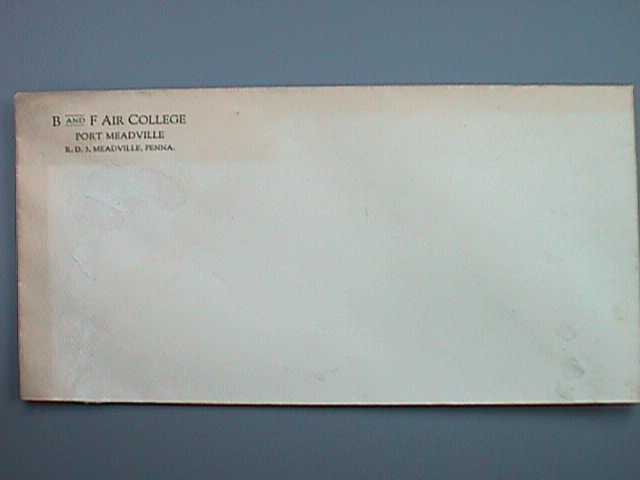 B AND F AIR COLLEGE
PORT MEADVILLE
R. D. 3, MEADVILLE, PENNA.